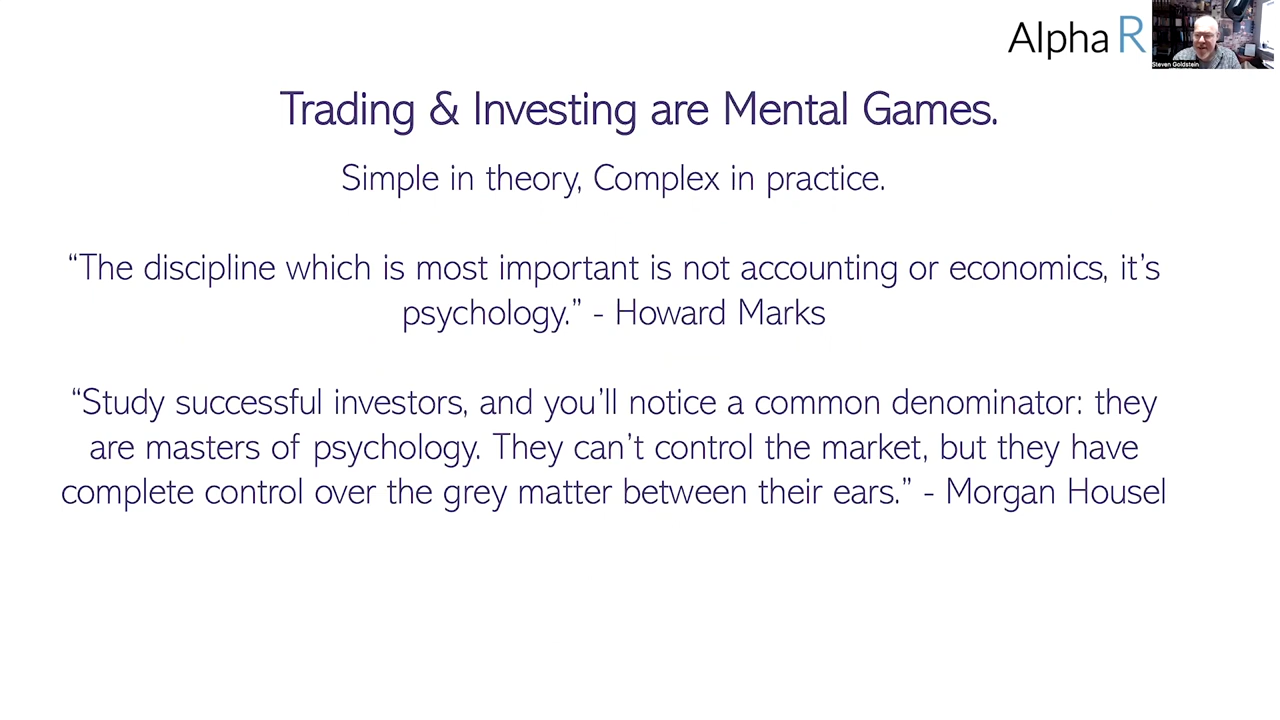 Alpha R
Steven Goldstein
Trading & Investing are Mental Games.
Simple in theory, Complex in practice.
“The discipline which is most important is not accounting or economics, it’s
psychology.” - Howard Marks
“Study successful investors, and you’ll notice a common denominator: they
are masters of psychology. They can’t control the market, but they have
complete control over the grey matter between their ears.” - Morgan Housel